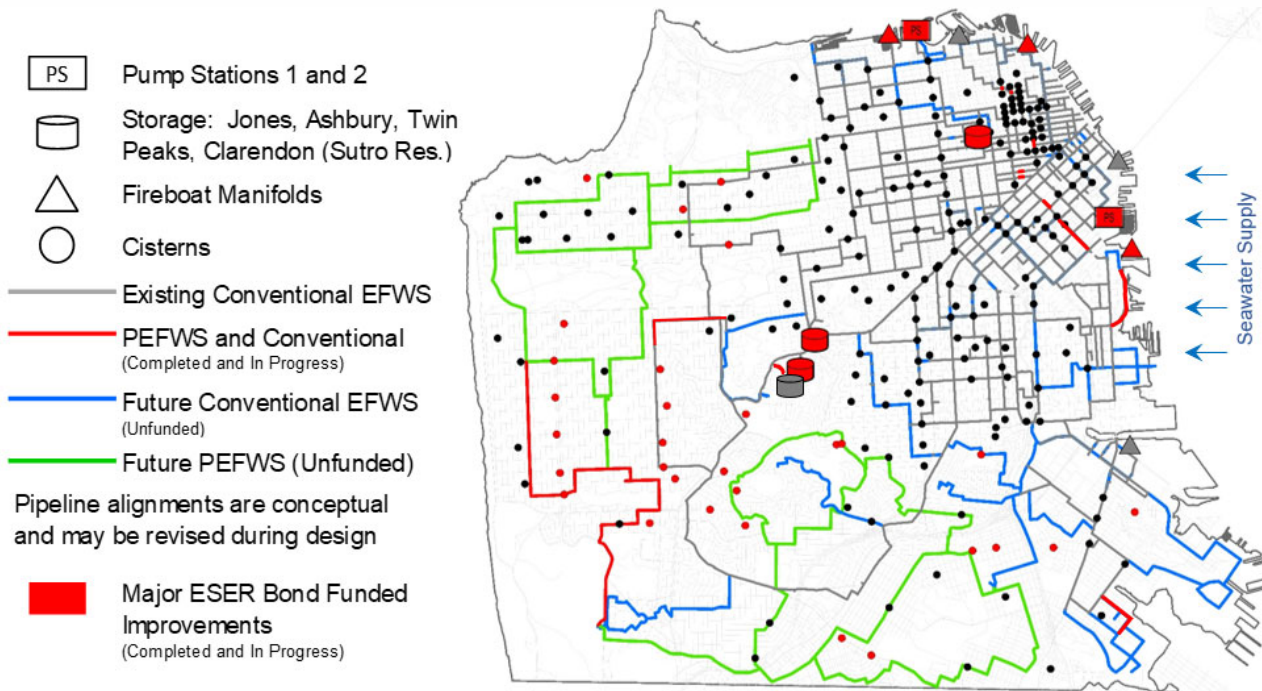 PS
Pump Stations 1 and 2
Storage: Jones, Ashbury, Twin
Peaks, Clarendon (Sutro Res.)
Fireboat Manifolds
Cisterns
Existing Conventional EFWS
PEFWS and Conventional
(Completed and In Progress)
Future Conventional EFWS
(Unfunded)
Future PEFWS (Unfunded)
Pipeline alignments are conceptual
and may be revised during design
Major ESER Bond Funded
Improvements
(Completed and In Progress)
PS
PS
Seawater Supply